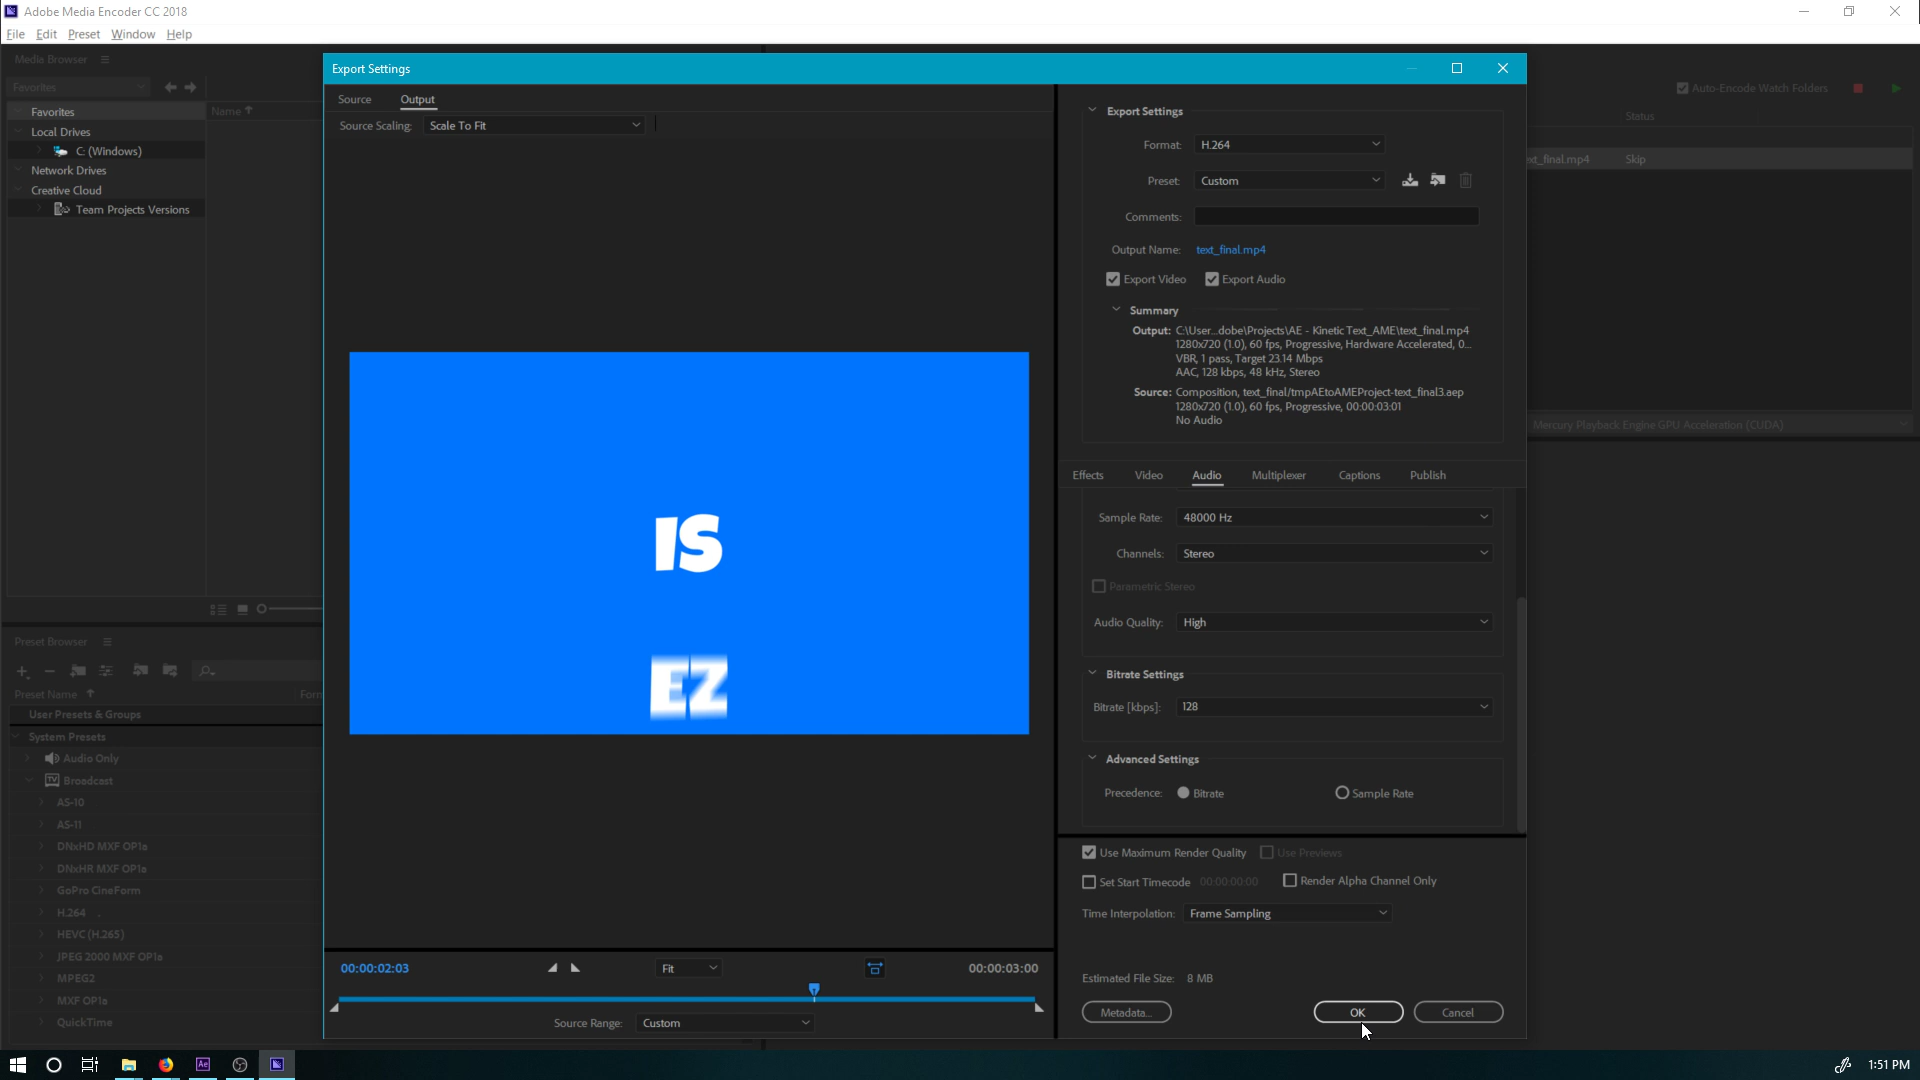 Adobe Media Encoder CC 2018
File Edit Preset Window Help
Media Browser
Favorites
Favorites
Local Drives
C: (Windows)
Network Drives
Creative Cloud
Team Projects Versions
Name
Preset Browser
Preset Name
Form
User Presets & Groups
System Presets
Audio Only
Broadcast
AS-10
AS-11
DNxHD MXF OP1a
DNxHR MXF OP1a
GoPro CineForm
H.264
HEVC (H.265)
JPEG 2000 MXF OP1a
MPEG2
MXF OP1a
QuickTime
Export Settings
Source Output
Source Scaling: Scale To Fit
IS
EZ
00:00:02:03
Fit
00:00:03:00
Source Range: Custom
Export Settings
Format: H.264
Preset: Custom
Comments:
Output Name: text_final.mp4
Export Video Export Audio
Summary
Output: C:\User...dobe\Projects\AE - Kinetic Text_AME\text_final.mp4
1280x720 (1.0), 60 fps, Progressive, Hardware Accelerated, 0...
VBR, 1 pass, Target 23.14 Mbps
AAC, 128 kbps, 48 kHz, Stereo
Source: Composition, text_final/tmpAEtoAMEProject-text_final3.aep
1280x720 (1.0), 60 fps, Progressive, 00:00:03:01
No Audio
Effects Video Audio Multiplexer Captions Publish
Sample Rate: 48000 Hz
Channels: Stereo
Parametric Stereo
Audio Quality: High
Bitrate Settings
Bitrate [kbps]: 128
Advanced Settings
Precedence: Bitrate Sample Rate
Use Maximum Render Quality Use Previews
Set Start Timecode 00:00:00:00 Render Alpha Channel Only
Time Interpolation: Frame Sampling
Estimated File Size: 8 MB
Metadata... OK Cancel
Auto-Encode Watch Folders
Status
xt_final.mp4 Skip
Mercury Playback Engine GPU Acceleration (CUDA)
Ae
1:51 PM